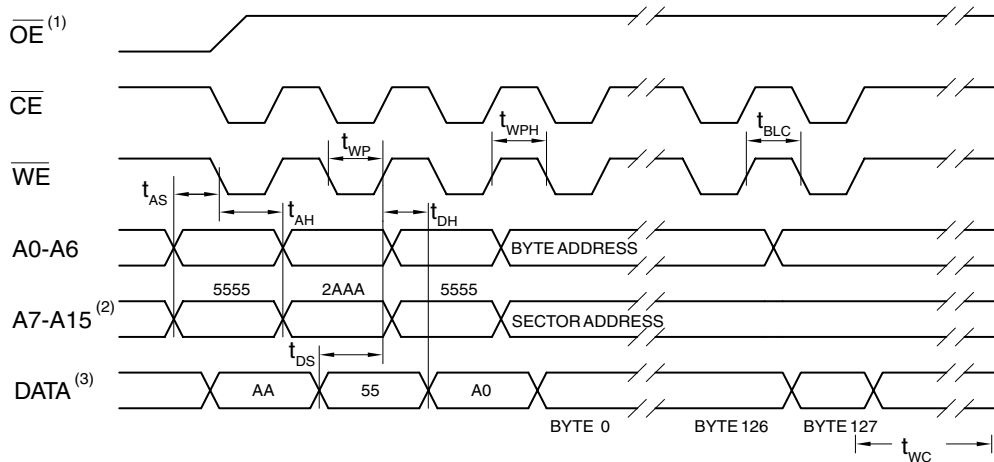 OE (1)
CE
tWPH
tBLC
tWP
WE
tAS
tAH
tDH
A0-A6
BYTE ADDRESS
5555 2AAA 5555
A7-A15 (2)
SECTOR ADDRESS
tDS
DATA (3)
AA 55 A0
BYTE 0 BYTE 126 BYTE 127
tWC